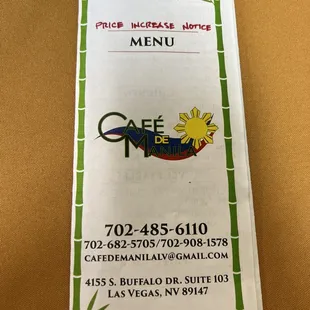 PRICE INCREASE NOTICE
MENU
CAFÉ
DE
MANILA
702-485-6110
702-682-5705/702-908-1578
CAFEDEMANILALV@GMAIL.COM
4155 S. BUFFALO DR. SUITE 103
LAS VEGAS, NV 89147